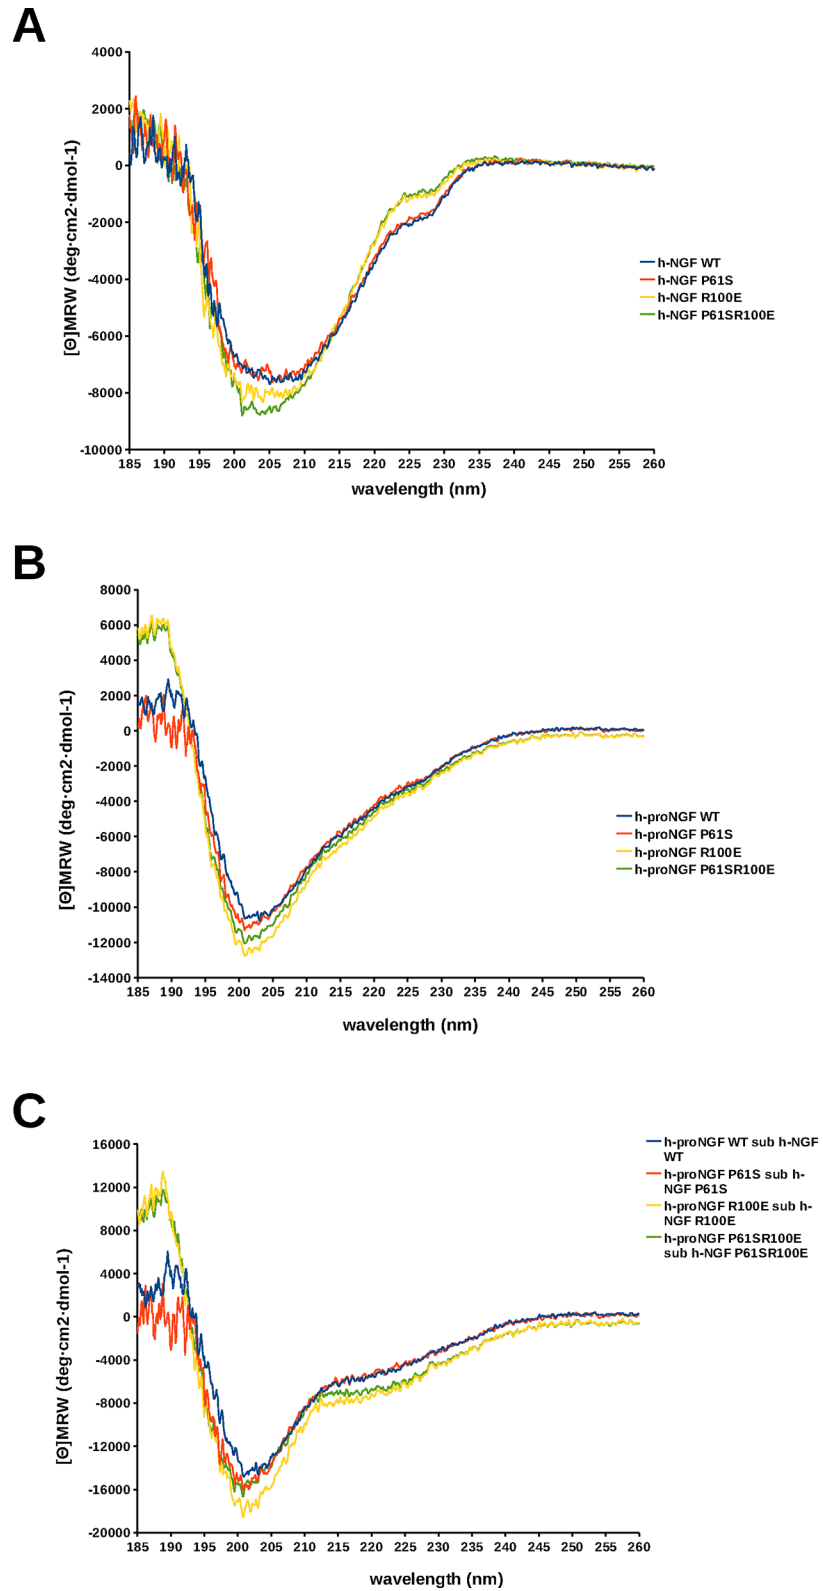 A
4000
2000
0
-2000
-4000
-6000
-8000
-10000
[Θ]MRW (deg·cm2·dmol-1)
185 190 195 200 205 210 215 220 225 230 235 240 245 250 255 260
wavelength (nm)
h-NGF WT
h-NGF P61S
h-NGF R100E
h-NGF P61SR100E
B
8000
6000
4000
2000
0
-2000
-4000
-6000
-8000
-10000
-12000
-14000
[Θ]MRW (deg·cm2·dmol-1)
185 190 195 200 205 210 215 220 225 230 235 240 245 250 255 260
wavelength (nm)
h-proNGF WT
h-proNGF P61S
h-proNGF R100E
h-proNGF P61SR100E
C
16000
12000
8000
4000
0
-4000
-8000
-12000
-16000
-20000
[Θ]MRW (deg·cm2·dmol-1)
185 190 195 200 205 210 215 220 225 230 235 240 245 250 255 260
wavelength (nm)
h-proNGF WT sub h-NGF
WT
h-proNGF P61S sub h-
NGF P61S
h-proNGF R100E sub h-
NGF R100E
h-proNGF P61SR100E
sub h-NGF P61SR100E